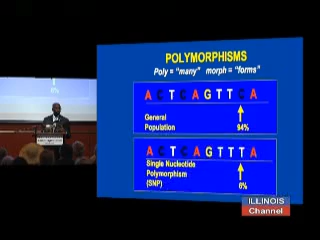 POLYMORPHISMS
Poly = "many" morph = "forms"
A C T C A G T T C A
General
Population
94%
A C T C A G T T T A
Single Nucleotide
Polymorphism
(SNP)
6%
ILLINOIS
Channel